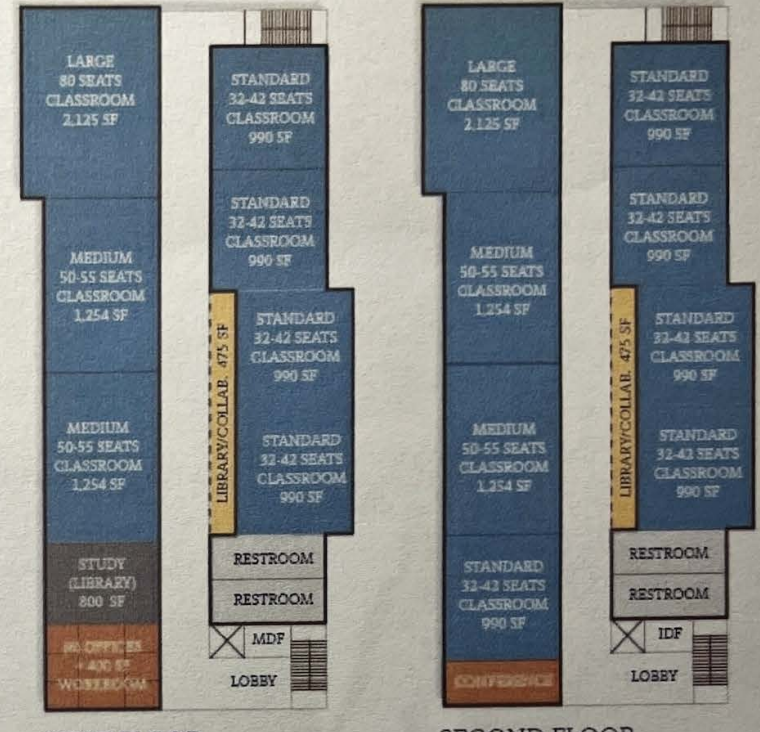 LARGE
80 SEATS
CLASSROOM
2,125 SF
MEDIUM
50-55 SEATS
CLASSROOM
1,254 SF
MEDIUM
50-55 SEATS
CLASSROOM
1,254 SF
STUDY
(LIBRARY)
800 SF
OFFICES
+ 400 SF
WORKROOM
STANDARD
32-42 SEATS
CLASSROOM
990 SF
STANDARD
32-42 SEATS
CLASSROOM
990 SF
LIBRARY/COLLAB. 475 SF
STANDARD
32-42 SEATS
CLASSROOM
990 SF
STANDARD
32-42 SEATS
CLASSROOM
990 SF
RESTROOM
RESTROOM
MDF
LOBBY
LARGE
80 SEATS
CLASSROOM
2,125 SF
MEDIUM
50-55 SEATS
CLASSROOM
1,254 SF
MEDIUM
50-55 SEATS
CLASSROOM
1,254 SF
STANDARD
32-42 SEATS
CLASSROOM
990 SF
CONFERENCE
STANDARD
32-42 SEATS
CLASSROOM
990 SF
STANDARD
32-42 SEATS
CLASSROOM
990 SF
LIBRARY/COLLAB. 475 SF
STANDARD
32-42 SEATS
CLASSROOM
990 SF
STANDARD
32-42 SEATS
CLASSROOM
990 SF
RESTROOM
RESTROOM
IDF
LOBBY
SECOND FLOOR